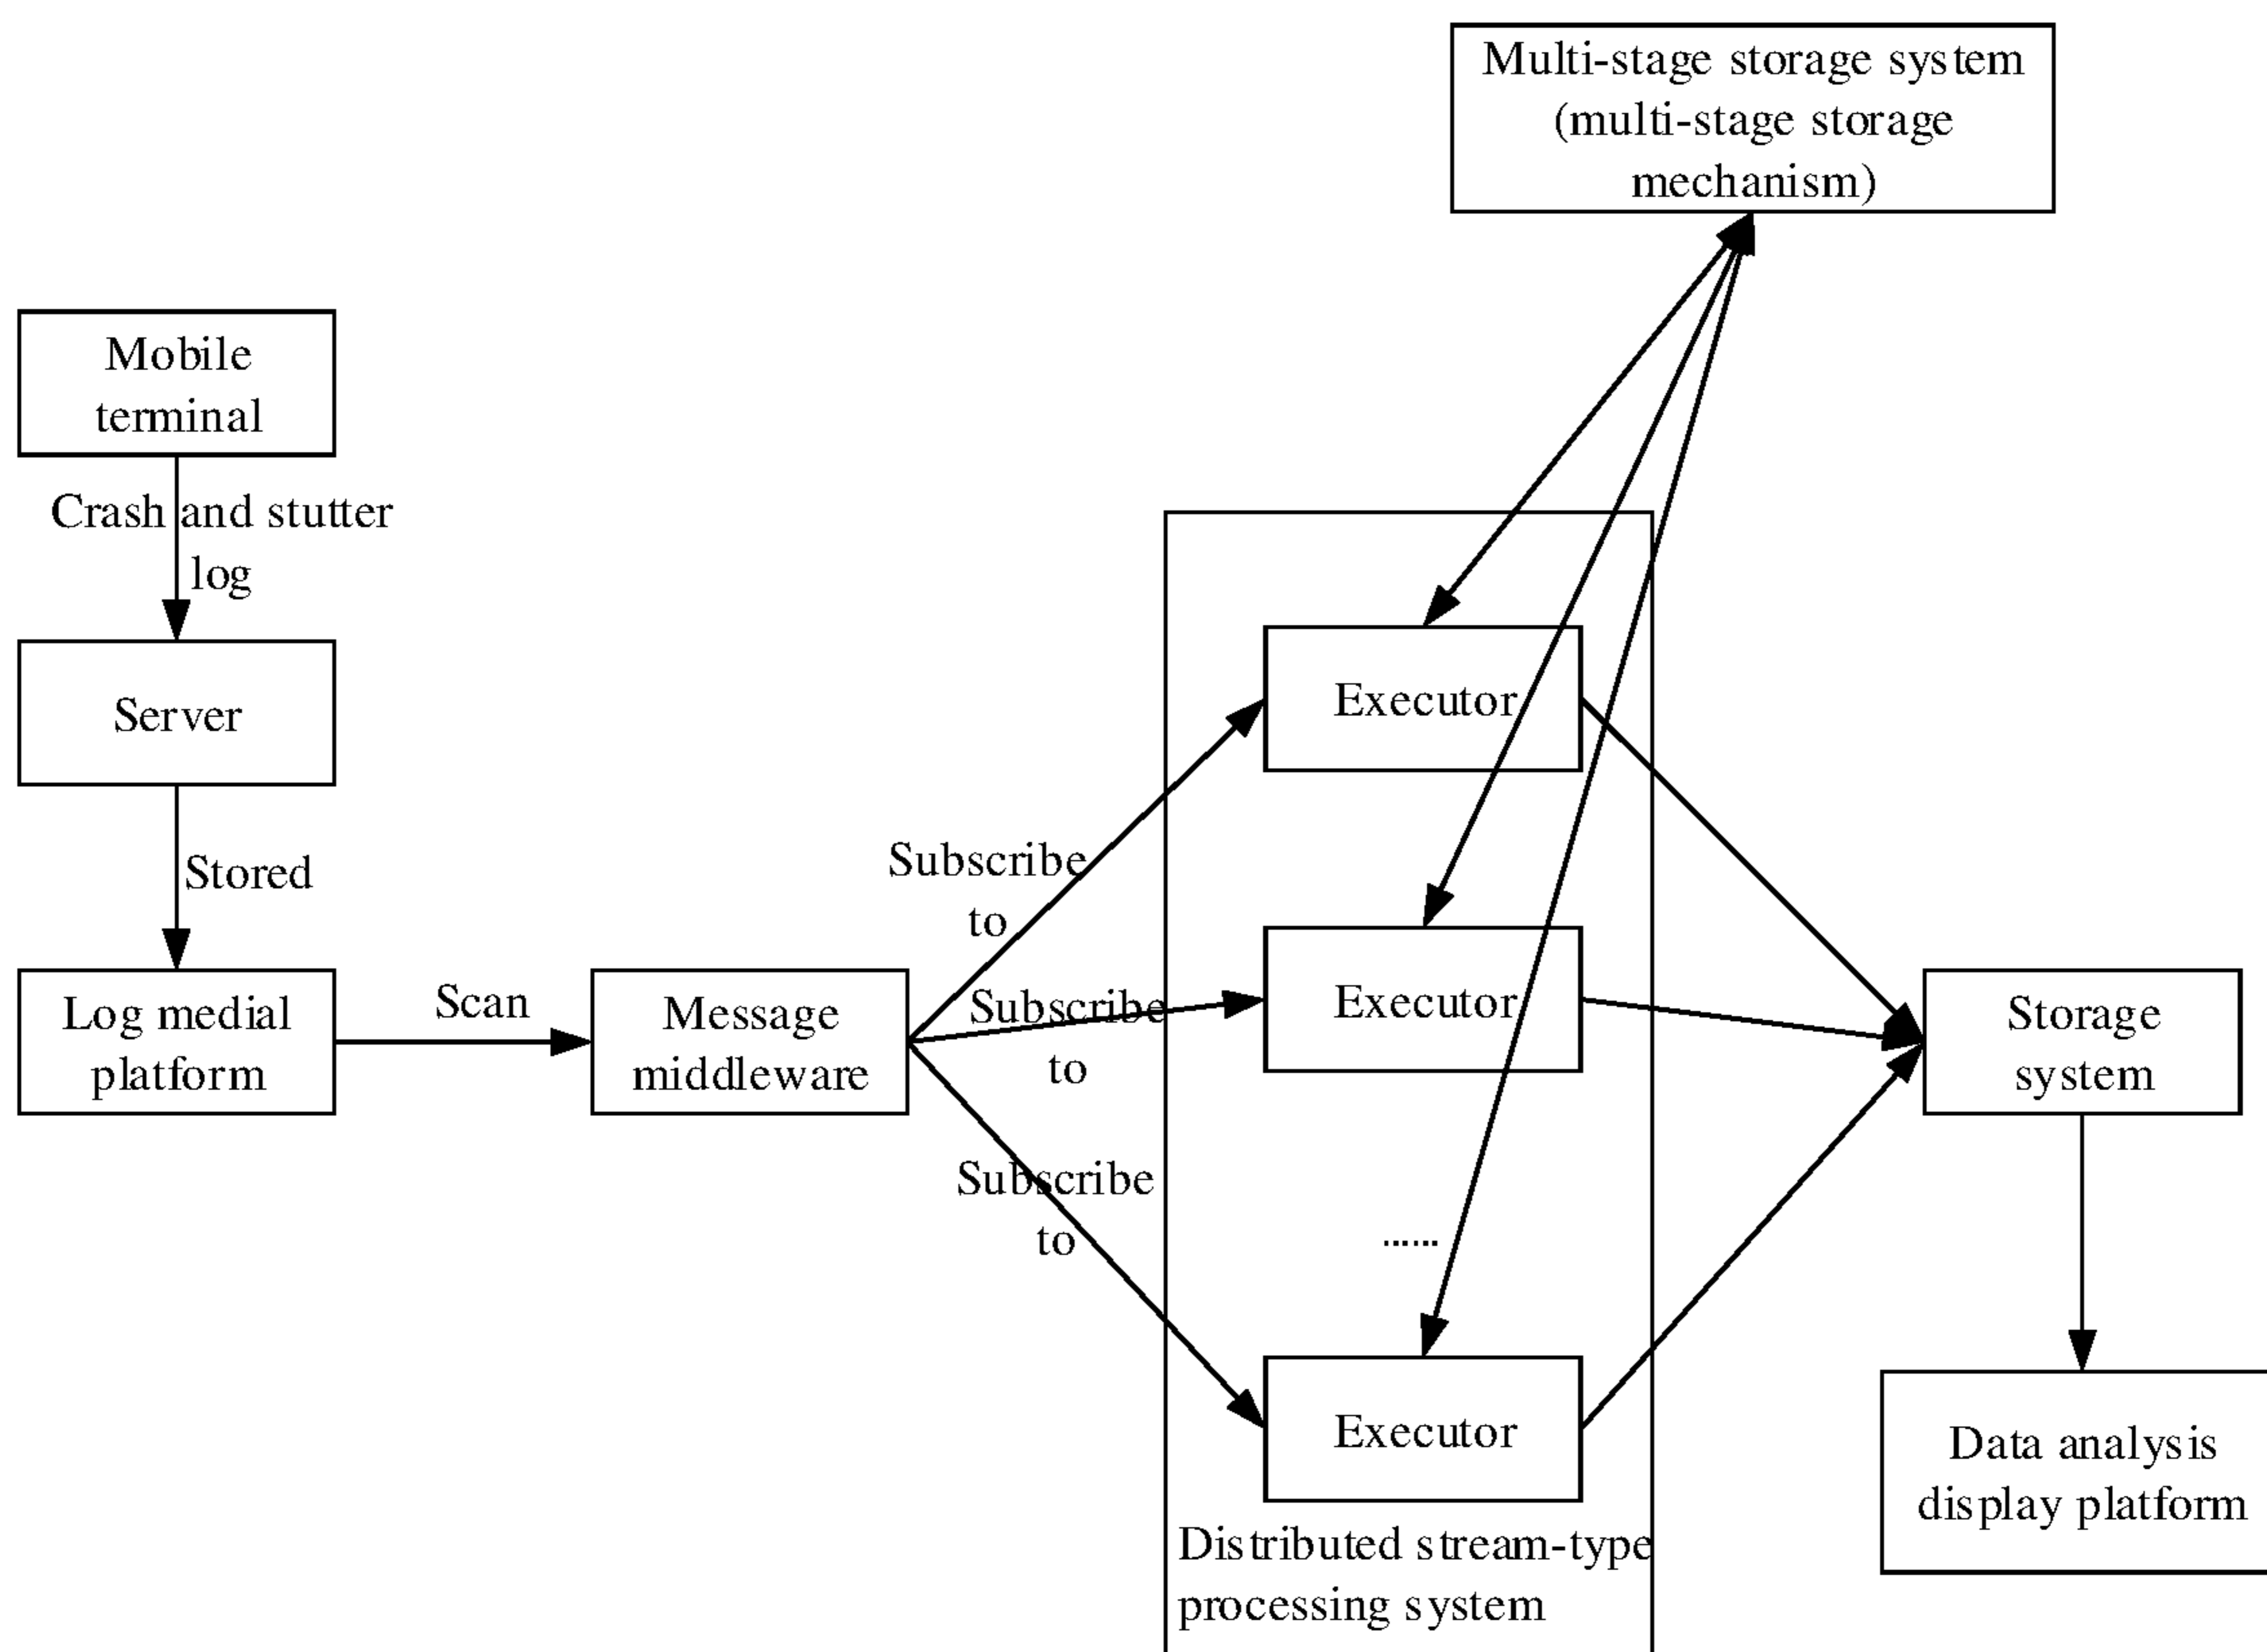 Multi-stage storage system
(multi-stage storage
mechanism)
Mobile
terminal
Crash and stutter
log
Server
Stored
Log medial
platform
Scan
Message
middleware
Subscribe
to
Subscribe
to
Subscribe
to
Executor
Executor
......
Executor
Distributed stream-type
processing system
Storage
system
Data analysis
display platform